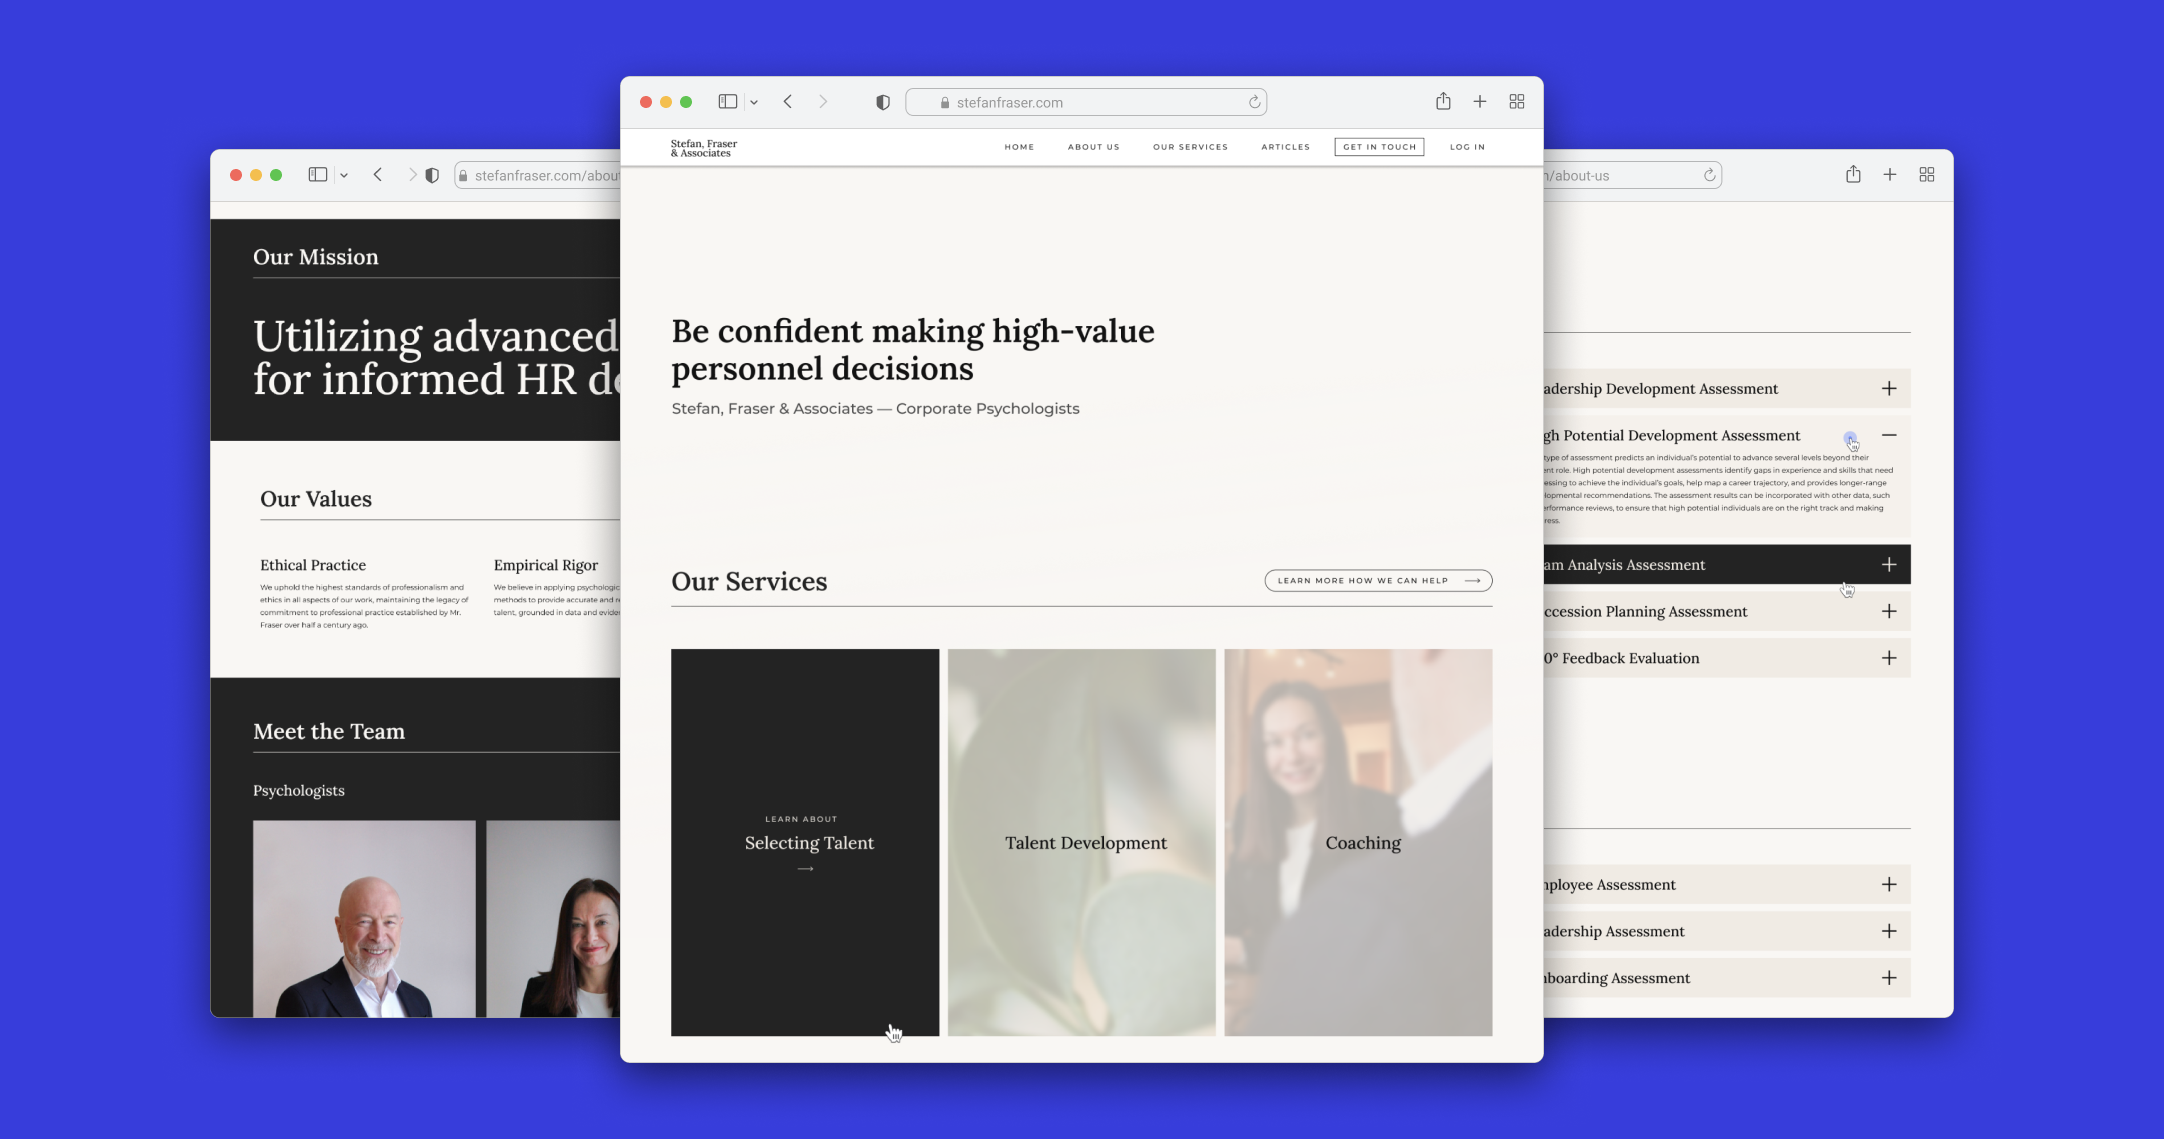 stefanfraser.com
Stefan, Fraser
& Associates
HOME
ABOUT US
OUR SERVICES
ARTICLES
GET IN TOUCH
LOG IN
Be confident making high-value
personnel decisions
Stefan, Fraser & Associates — Corporate Psychologists
Our Services
LEARN MORE HOW WE CAN HELP
LEARN ABOUT
Selecting Talent
Talent Development
Coaching
stefanfraser.com/about
Our Mission
Utilizing advanced
for informed HR
Our Values
Ethical Practice
We uphold the highest standards of professionalism and
ethics in all aspects of our work, maintaining the legacy of
commitment to professional practice established by Mr.
Fraser over half a century ago.
Empirical Rigor
We believe in applying psychologic
methods to provide accurate and
talent, grounded in data and
Meet the Team
Psychologists
/about-us
adership Development Assessment
gh Potential Development Assessment
type of assessment predicts an individual's potential to advance several levels beyond their
ent role. High potential development assessments identify gaps in experience and skills that need
essing to achieve the individual's goals, help map a career trajectory, and provides longer-range
lopmental recommendations. The assessment results can be incorporated with other data, such
erformance reviews, to ensure that high potential individuals are on the right track and making
ress.
am Analysis Assessment
ccession Planning Assessment
0° Feedback Evaluation
ployee Assessment
adership Assessment
boarding Assessment